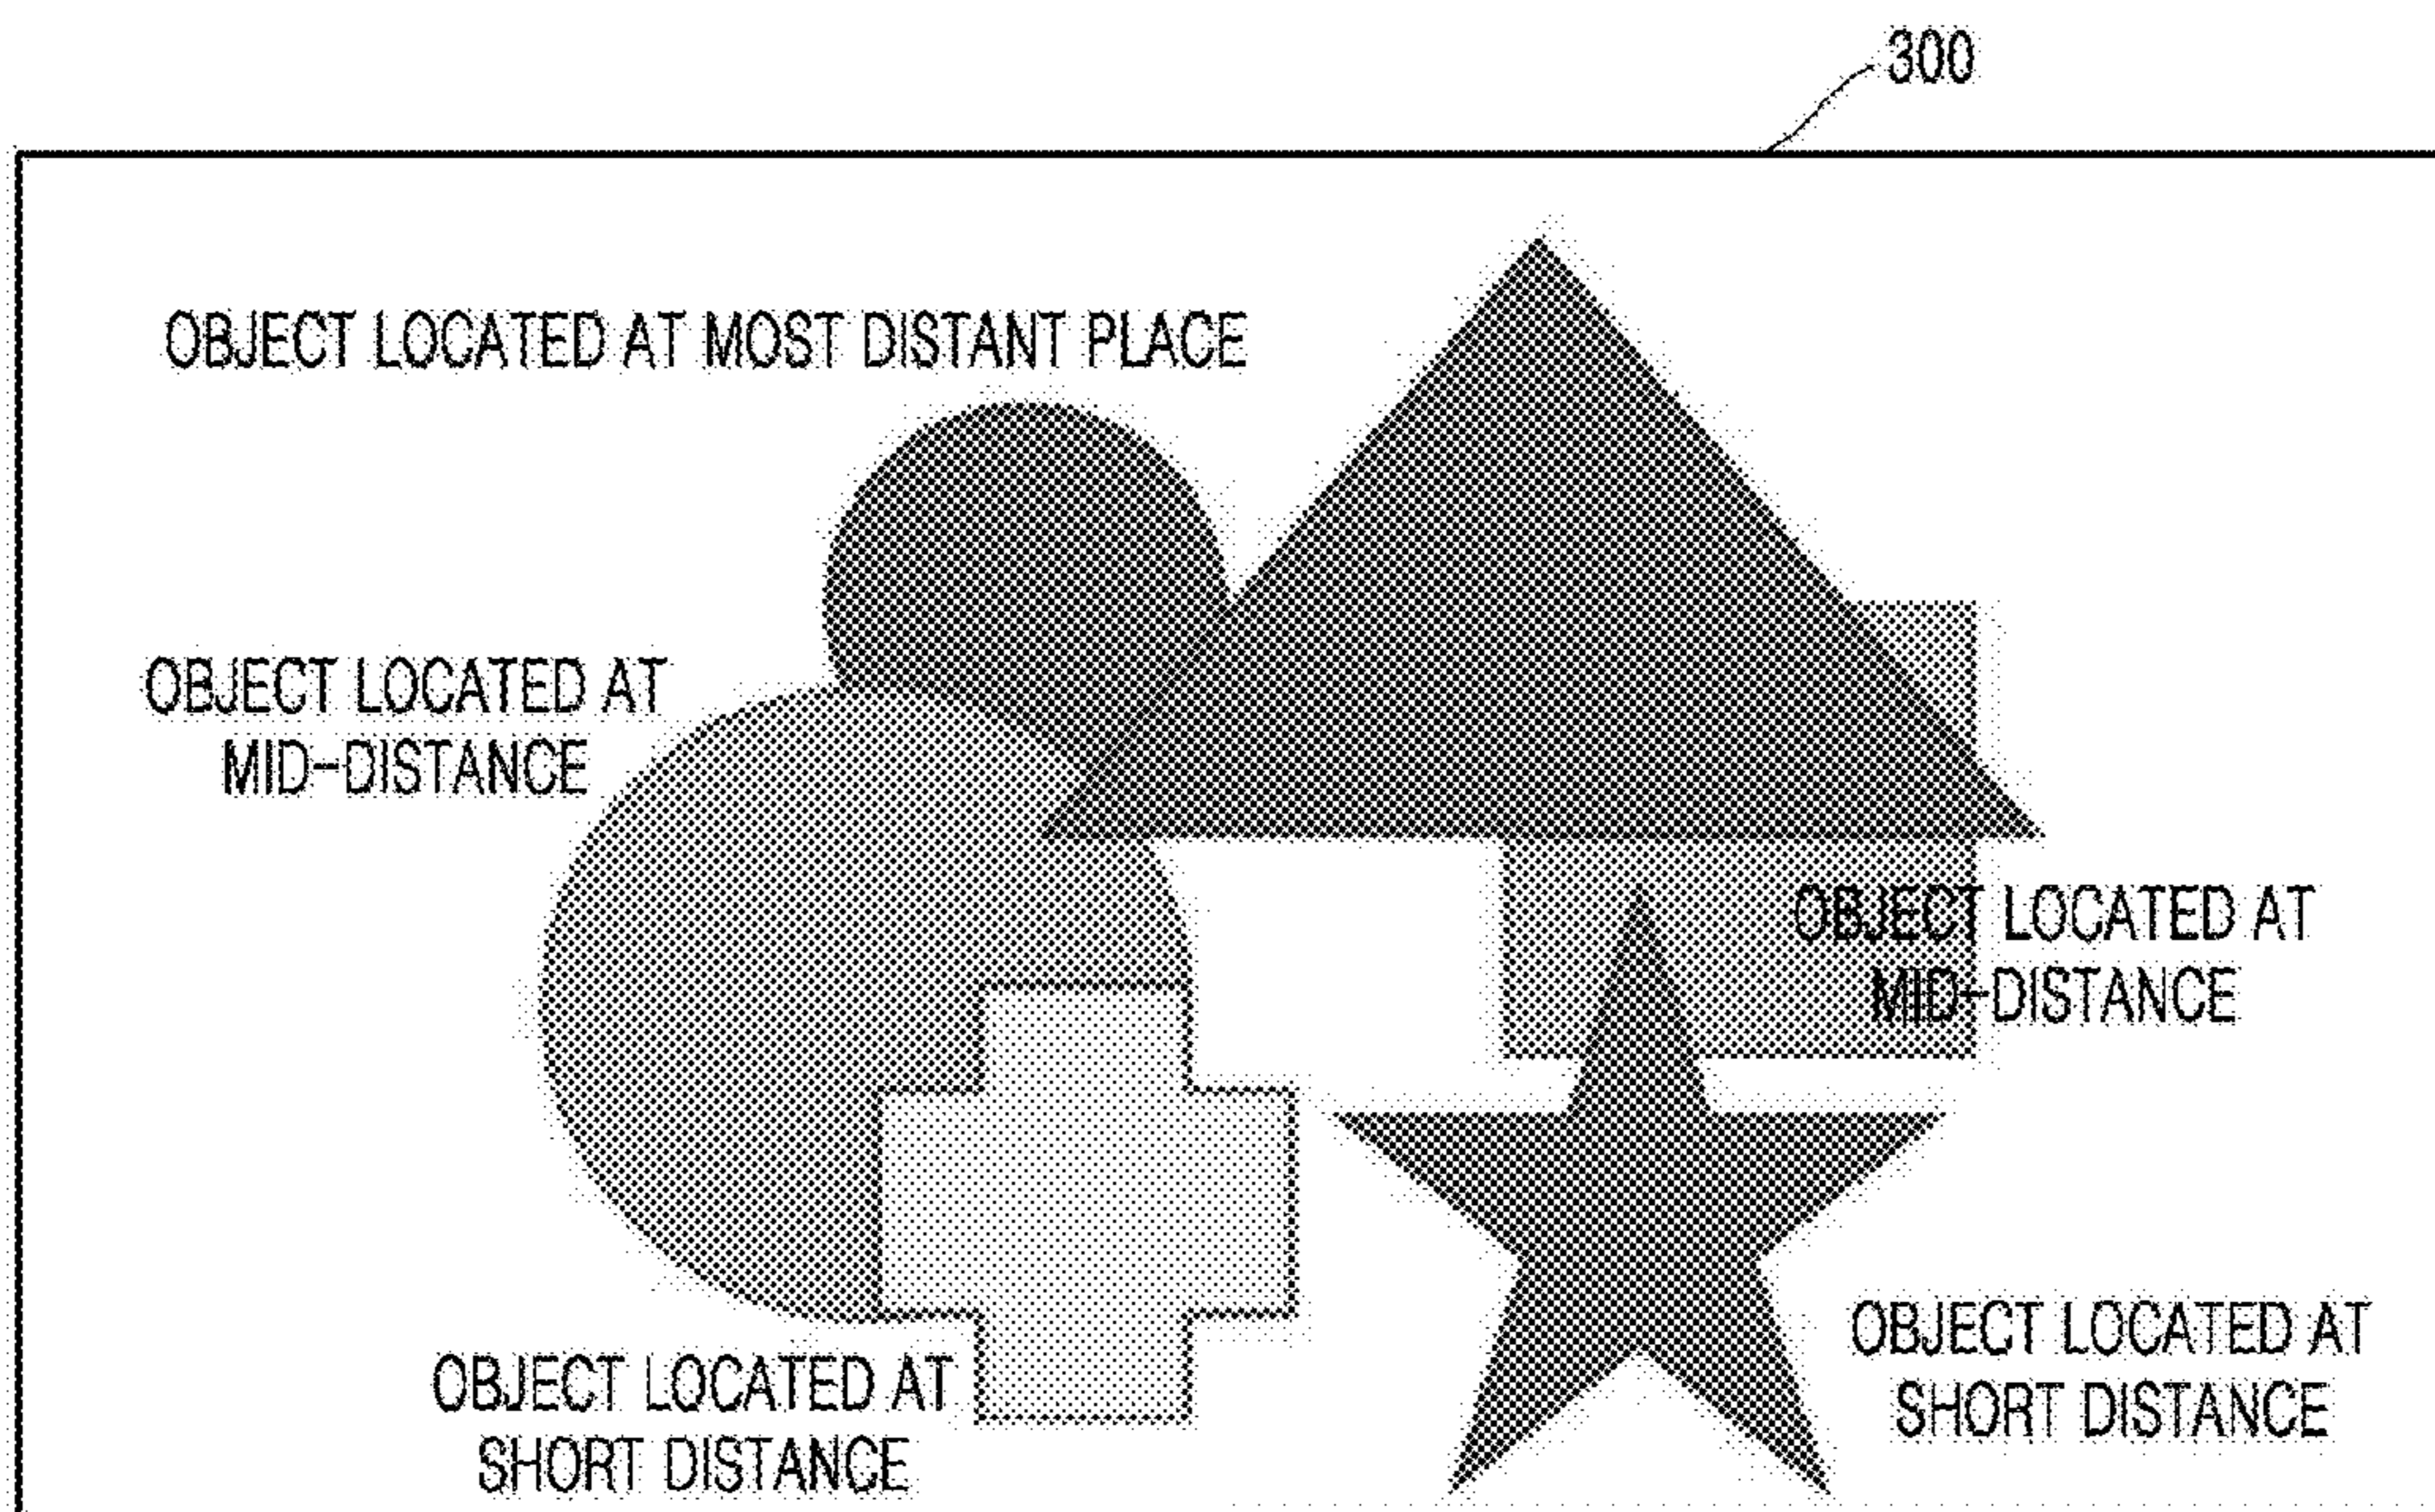 300
OBJECT LOCATED AT MOST DISTANT PLACE
OBJECT LOCATED AT
MID-DISTANCE
OBJECT LOCATED AT
MID-DISTANCE
OBJECT LOCATED AT
SHORT DISTANCE
OBJECT LOCATED AT
SHORT DISTANCE